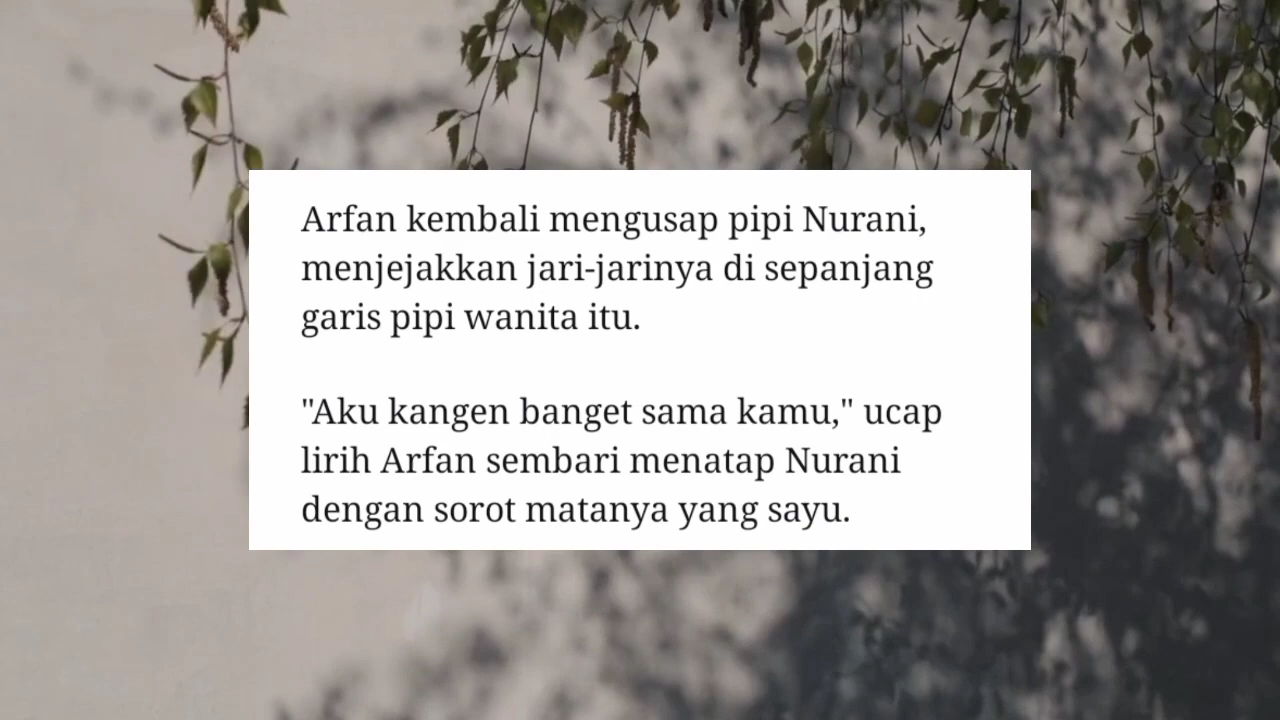 Arfan kembali mengusap pipi Nurani,
menjejakkan jari-jarinya di sepanjang
garis pipi wanita itu.
"Aku kangen banget sama kamu," ucap
lirih Arfan sembari menatap Nurani
dengan sorot matanya yang sayu.